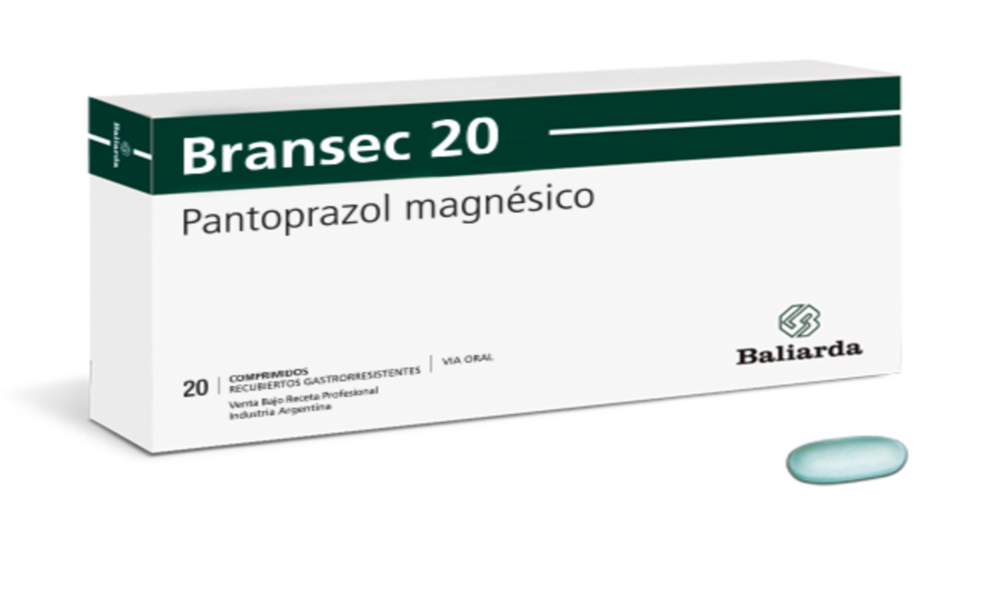 Bransec 20
Pantoprazol magnésico
20
COMPRIMIDOS
RECUBIERTOS GASTRORRESISTENTES
VIA ORAL
Venta Bajo Receta Profesional
Industria Argentina
Baliarda
Baliarda